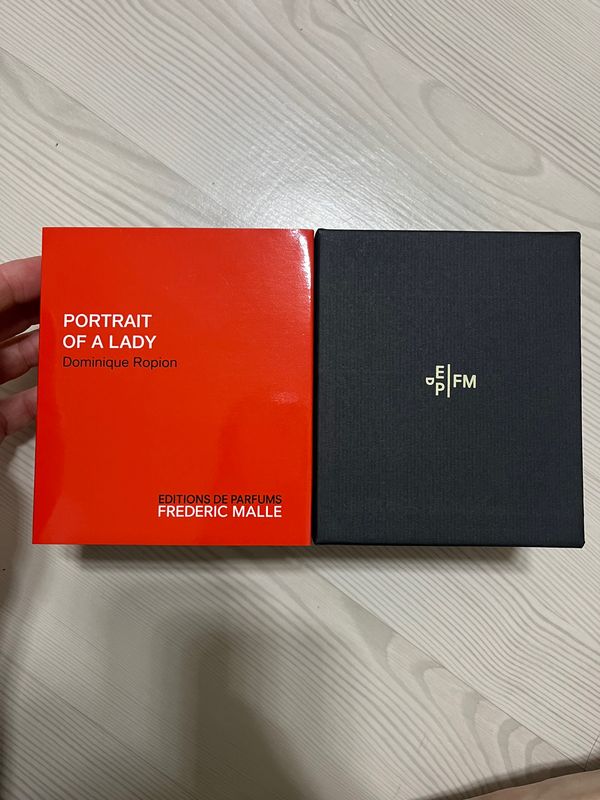 PORTRAIT
OF A LADY
Dominique Ropion
EDITIONS DE PARFUMS
FREDERIC MALLE
E
D
P
FM